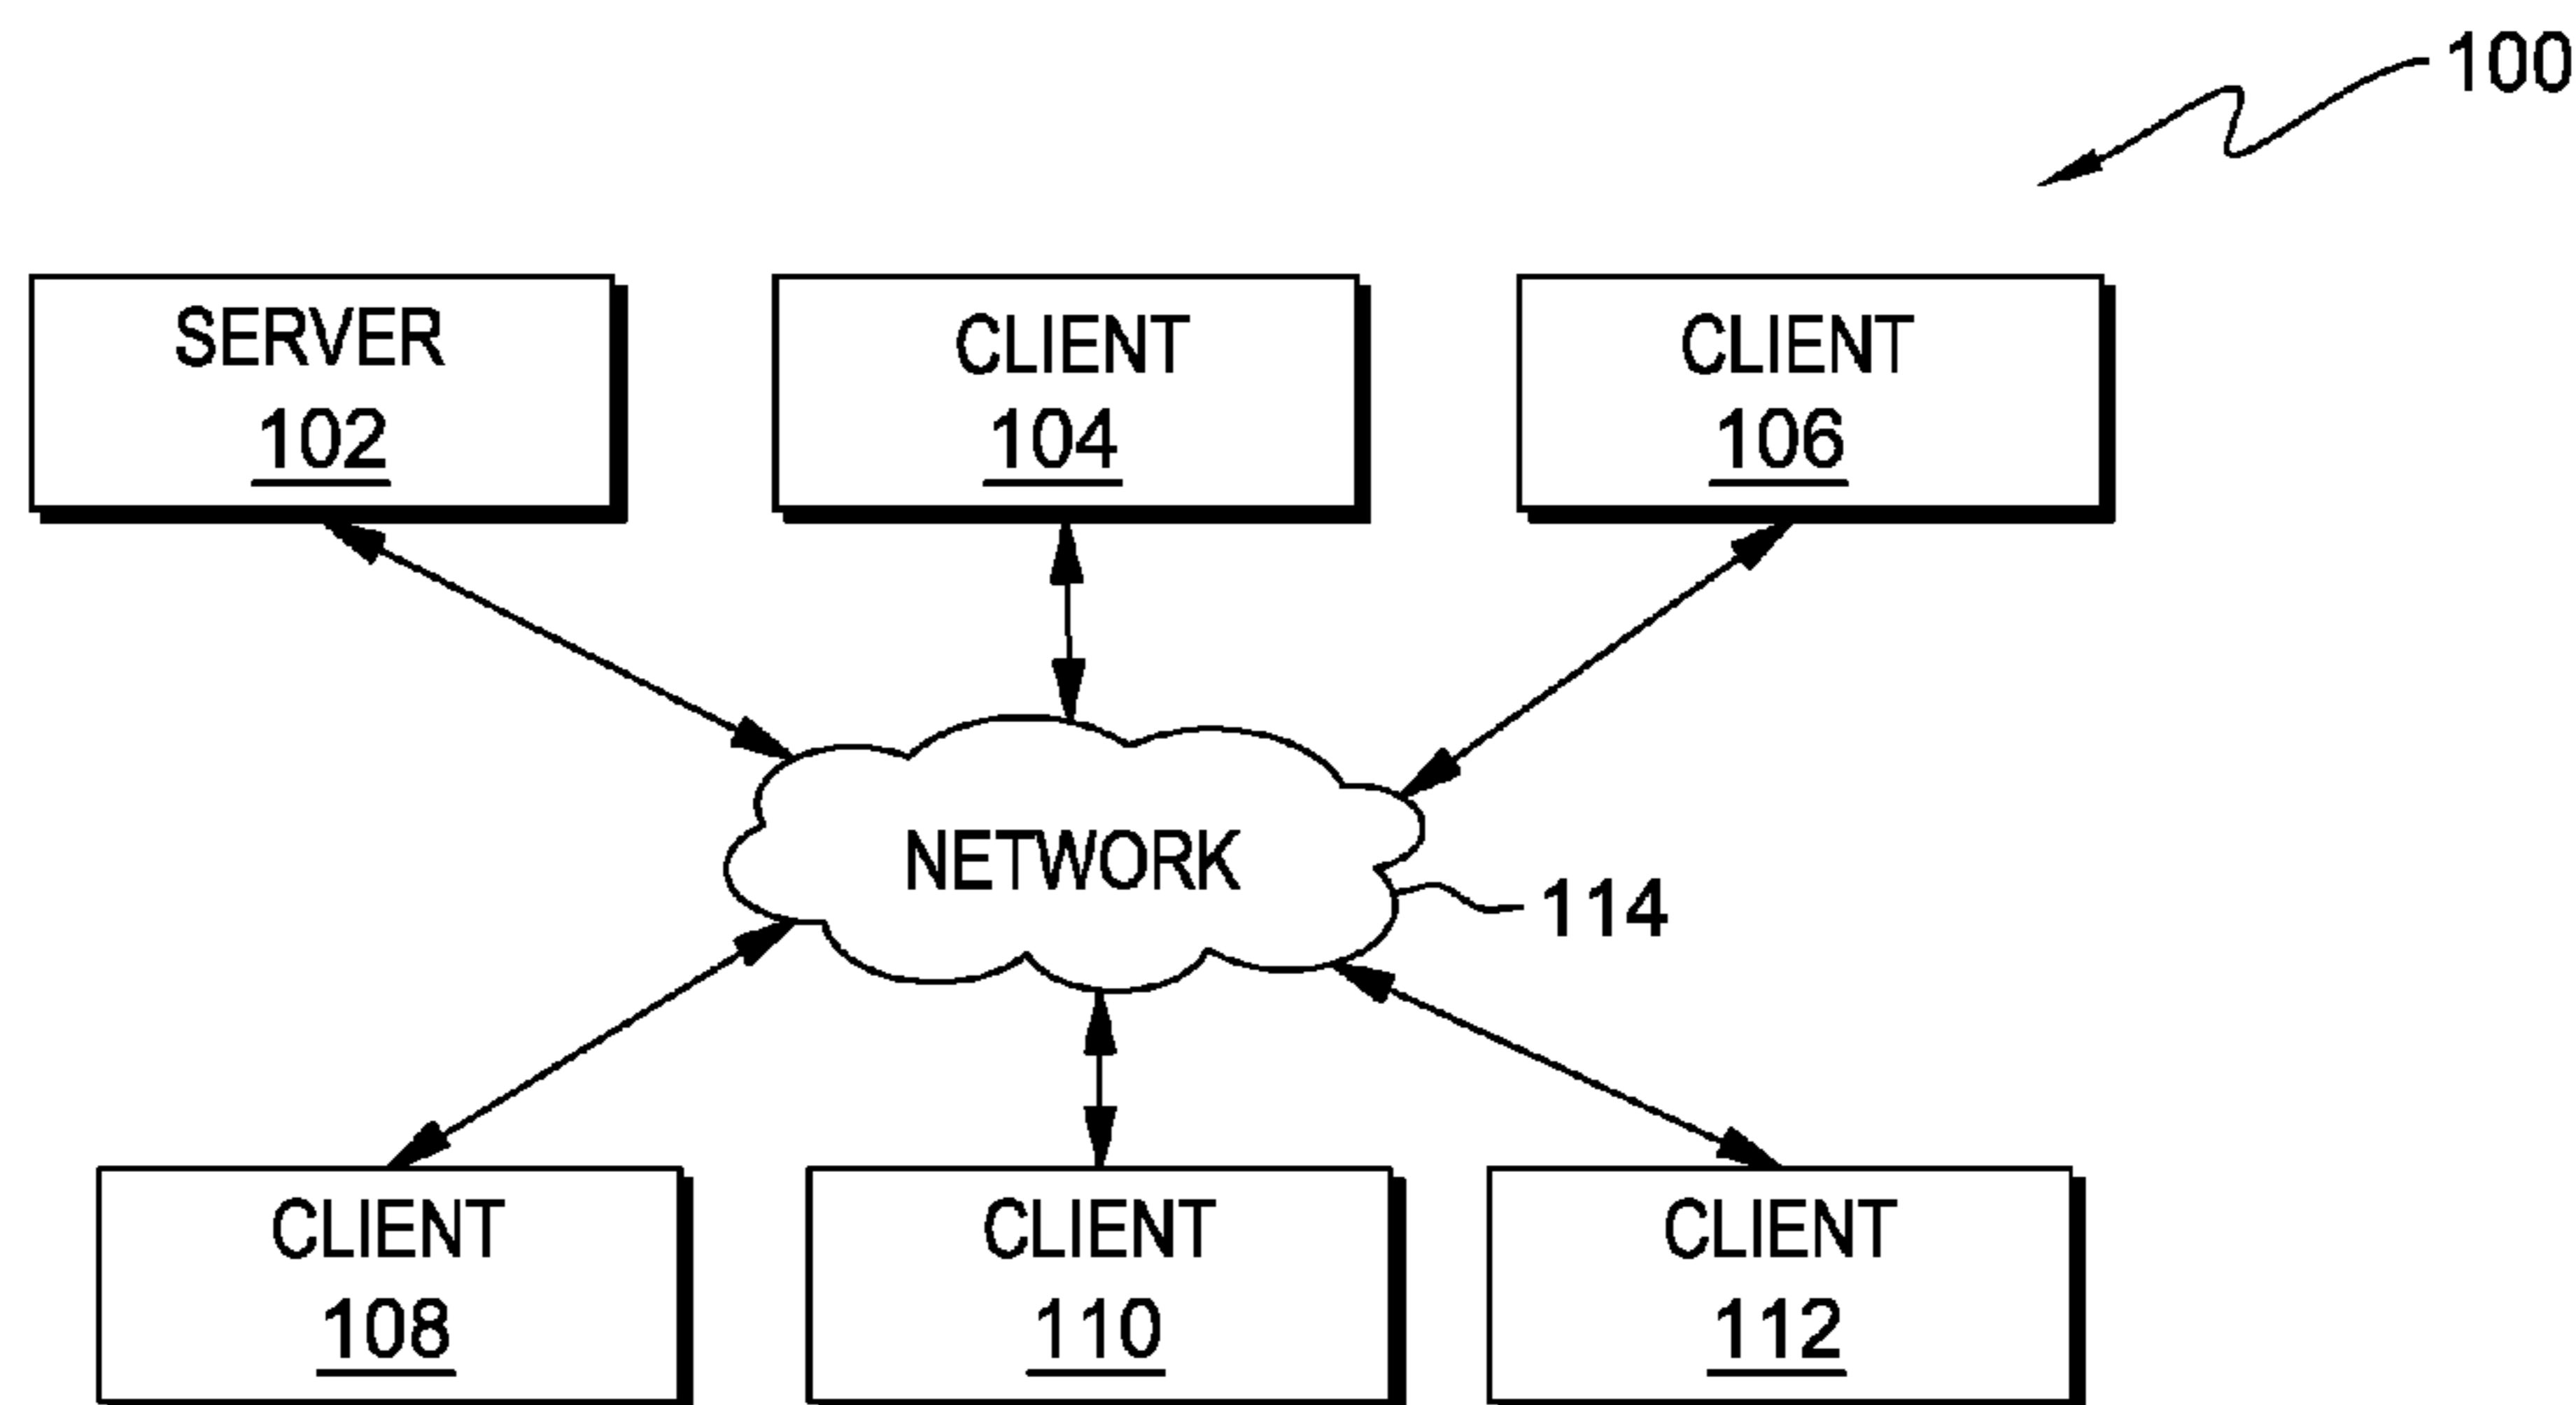 100
SERVER
102
CLIENT
104
CLIENT
106
NETWORK
114
CLIENT
108
CLIENT
110
CLIENT
112